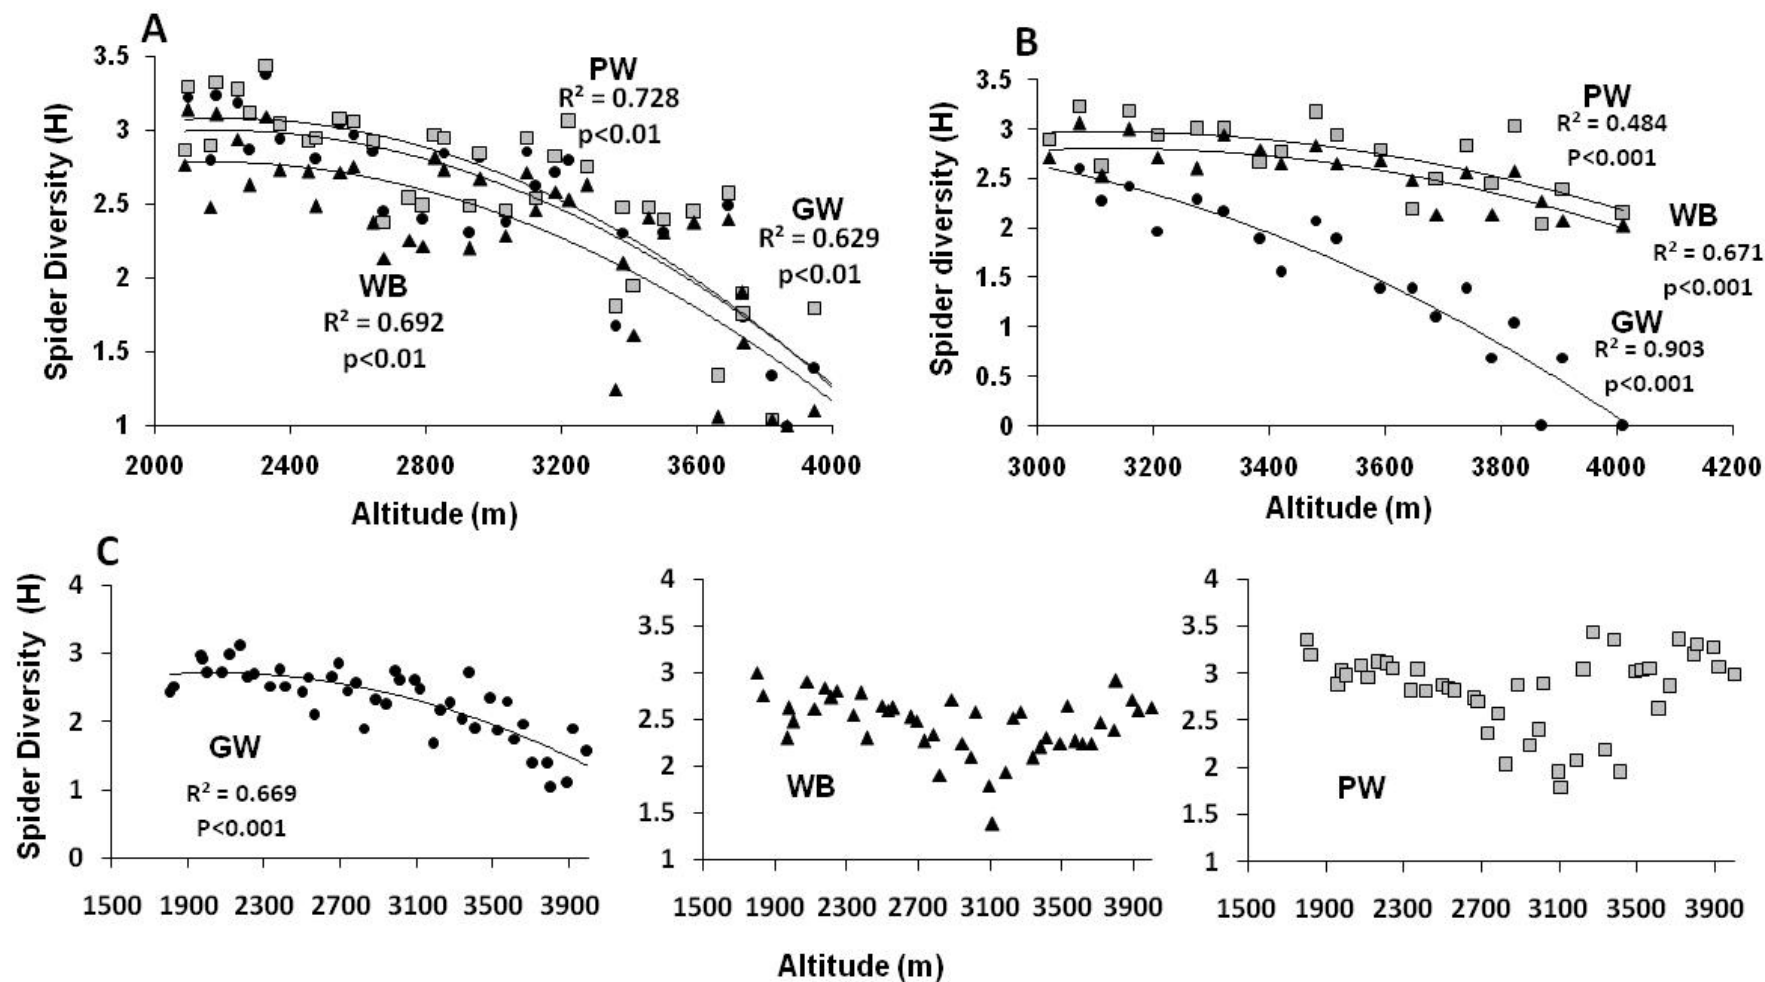 A
B
3.5
3
2.5
2
1.5
1
Spider Diversity (H)
PW
R² = 0.728
p<0.01
GW
R² = 0.629
p<0.01
WB
R² = 0.692
p<0.01
2000 2400 2800 3200 3600 4000
Altitude (m)
3.5
3
2.5
2
1.5
1
0.5
0
Spider diversity (H)
PW
R² = 0.484
P<0.001
WB
R² = 0.671
p<0.001
GW
R² = 0.903
p<0.001
3000 3200 3400 3600 3800 4000 4200
Altitude (m)
C
4
3
2
1
0
Spider Diversity (H)
GW
R² = 0.669
P<0.001
1500 1900 2300 2700 3100 3500 3900
4
3.5
3
2.5
2
1.5
1
WB
1500 1900 2300 2700 3100 3500 3900
4
3.5
3
2.5
2
1.5
1
PW
1500 1900 2300 2700 3100 3500 3900
Altitude (m)